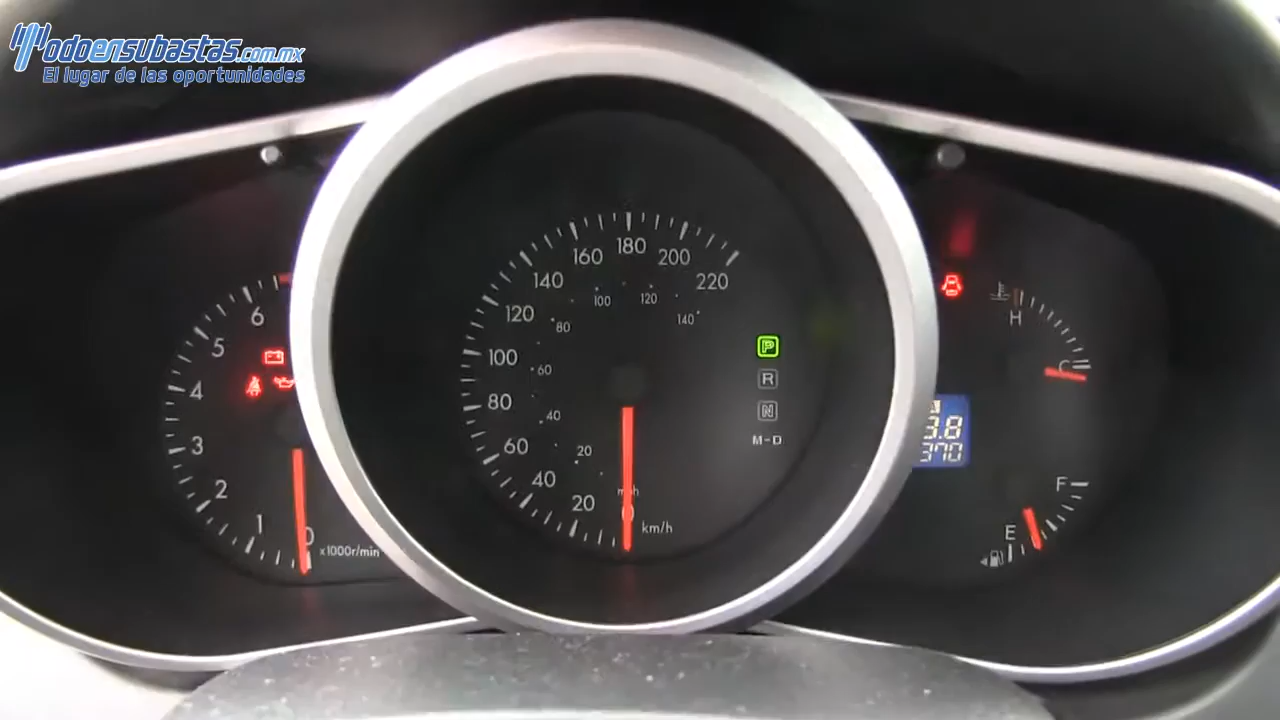 Todoensubastas.com.mx
El lugar de las oportunidades
6
5
4
3
2
1
0
x1000r/min
220
200
180
160
140
120
100
80
60
40
20
0
km/h
140
120
100
80
60
40
20
mph
P
R
N
M-D
3.8
370
H
C
F
E